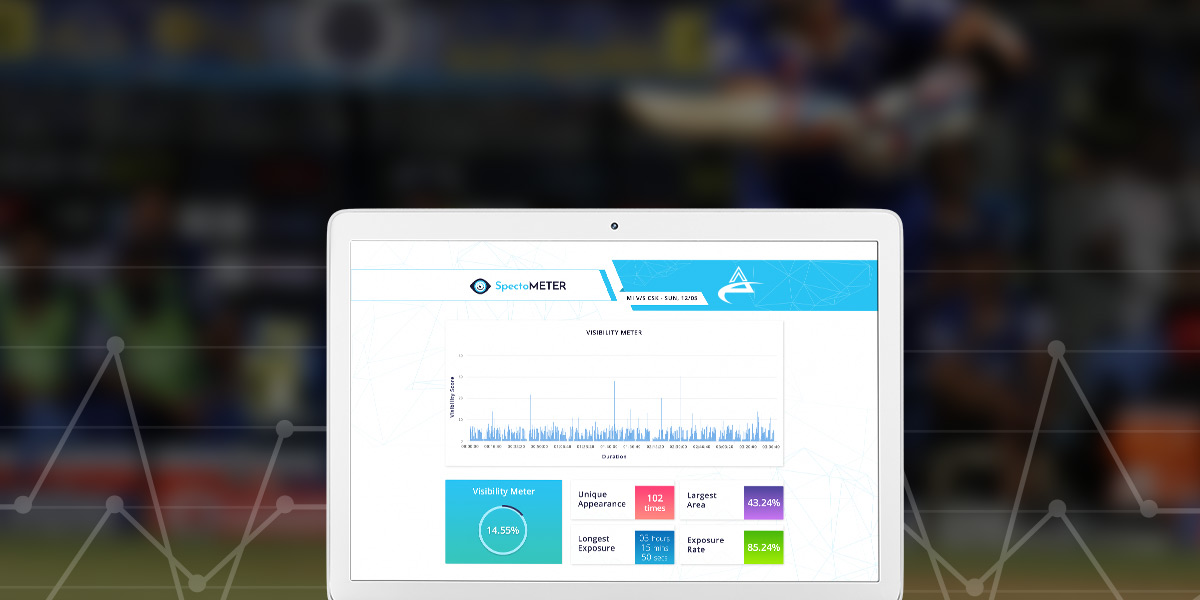 SpectoMETER
MI V/S CSK - SUN, 12/05
VISIBILITY METER
Visibility Score
Duration
Visibility Meter
14.55%
Unique
Appearance
102
times
Largest
Area
43.24%
Longest
Exposure
03 hours
15 mins
50 secs
Exposure
Rate
85.24%